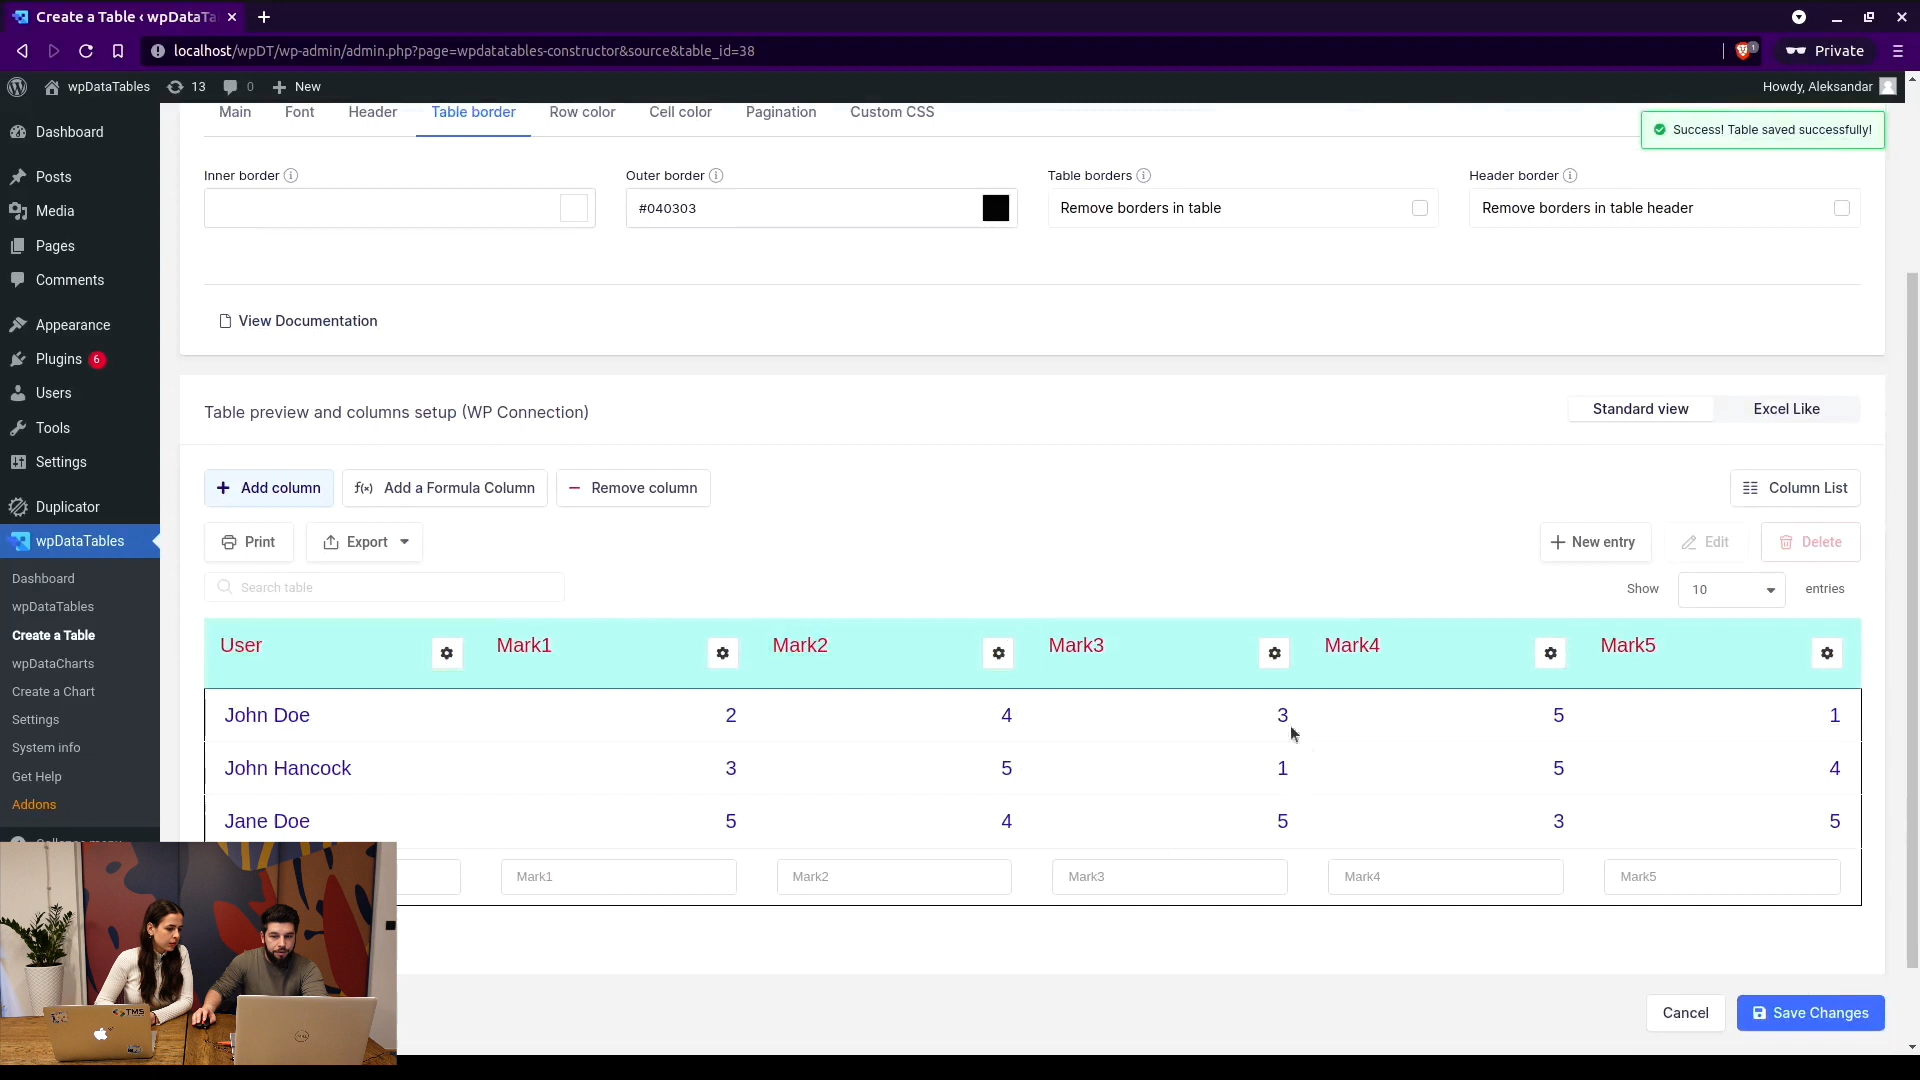 Create a Table ‹ wpDataTa
localhost/wpDT/wp-admin/admin.php?page=wpdatatables-constructor&source&table_id=38
1
Private
wpDataTables 13 0 New
Howdy, Aleksandar
Dashboard
Posts
Media
Pages
Comments
Appearance
Plugins 6
Users
Tools
Settings
Duplicator
wpDataTables
Dashboard
wpDataTables
Create a Table
wpDataCharts
Create a Chart
Settings
System info
Get Help
Addons
Collapse menu
Main Font Header Table border Row color Cell color Pagination Custom CSS
Success! Table saved successfully!
Inner border Outer border Table borders Header border
#040303 Remove borders in table Remove borders in table header
View Documentation
Table preview and columns setup (WP Connection)
Standard view Excel Like
+ Add column f(x) Add a Formula Column − Remove column Column List
Print Export + New entry Edit Delete
Search table Show 10 entries
User Mark1 Mark2 Mark3 Mark4 Mark5
John Doe 2 4 3 5 1
John Hancock 3 5 1 5 4
Jane Doe 5 4 5 3 5
Mark1 Mark2 Mark3 Mark4 Mark5
TMS
Cancel Save Changes